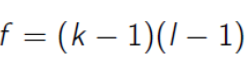 f = (k − 1)(l − 1)